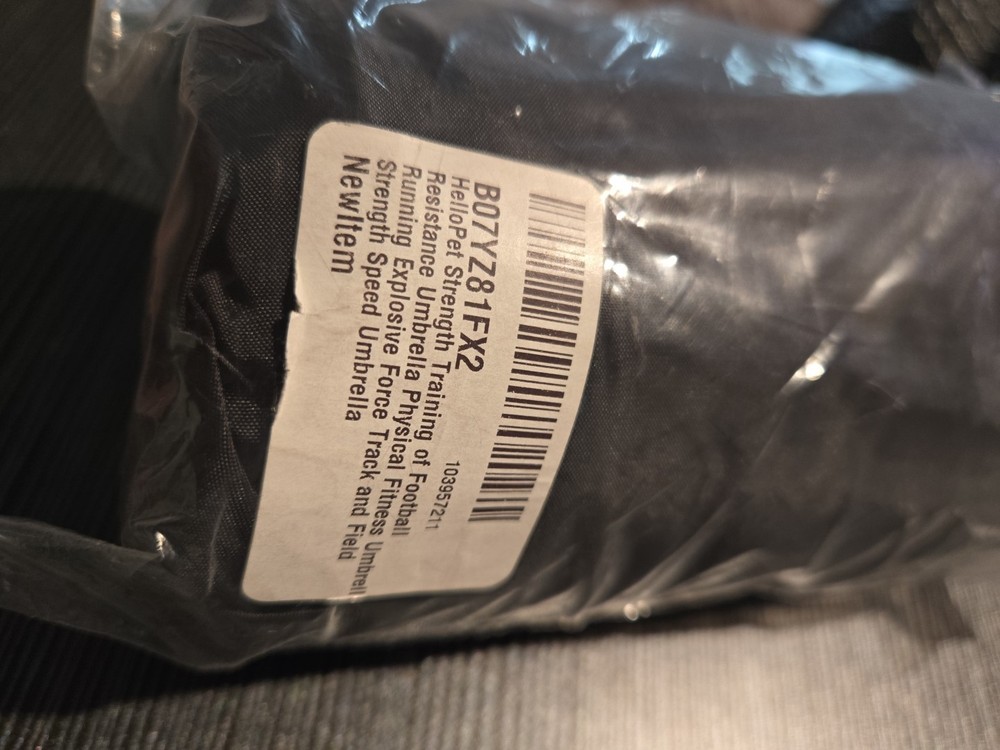 B07YZ81FX2
HelloPet Strength Training of Football
103957211
Resistance Umbrella Physical Fitness Umbrell
Running Explosive Force Track and Field
Strength Speed Umbrella
NewItem